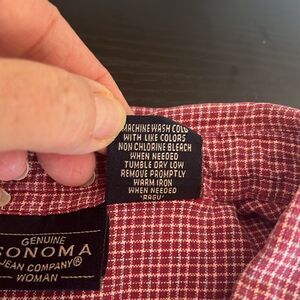 MACHINE WASH COLD
WITH LIKE COLORS
NON CHLORINE BLEACH
WHEN NEEDED
TUMBLE DRY LOW
REMOVE PROMPTLY
WARM IRON
WHEN NEEDED
GENUINE
SONOMA
JEAN COMPANY®
WOMAN